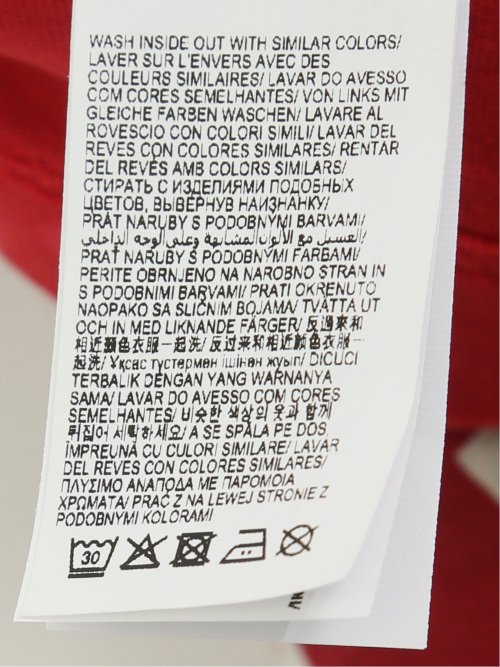 WASH INSIDE OUT WITH SIMILAR COLORS/
LAVER SUR L'ENVERS AVEC DES
COULEURS SIMILAIRES/ LAVAR DO AVESSO
COM CORES SEMELHANTES/ VON LINKS MIT
GLEICHE FARBEN WASCHEN/ LAVARE AL
ROVESCIO CON COLORI SIMILI/ LAVAR DEL
REVÉS CON COLORES SIMILARES/ RENTAR
DEL REVÉS AMB COLORS SIMILARS/
СТИРАТЬ С ИЗДЕЛИЯМИ ПОДОБНЫХ
ЦВЕТОВ, ВЫВЕРНУВ НАИЗНАНКУ/
PRÁT NARUBY S PODOBNÝMI BARVAMI/
الغسيل مع الألوان المشابهة وعلى الوجه الداخلي/
PRAŤ NARUBY S PODOBNÝMI FARBAMI/
PERITE OBRNJENO NA NAROBNO STRAN IN
S PODOBNIMI BARVAMI/ PRATI OKRENUTO
NAOPAKO SA SLIČNIM BOJAMA/ TVÄTTA UT
OCH IN MED LIKNANDE FÄRGER/ 反過來和
相近顏色衣服一起洗/ 反过来和相近颜色衣服一
起洗/ Ұқсас түстермен ішінен жуып/ DICUCI
TERBALIK DENGAN YANG WARNANYA
SAMA/ LAVAR DO AVESSO COM CORES
SEMELHANTES/ 비슷한 색상의 옷과 함께
뒤집어 세탁하세요/ A SE SPĂLA PE DOS
ÎMPREUNĂ CU CULORI SIMILARE/ LAVAR
DEL REVES CON COLORES SIMILARES/
ΠΛΥΣΙΜΟ ΑΝΑΠΟΔΑ ΜΕ ΠΑΡΟΜΟΙΑ
ΧΡΩΜΑΤΑ/ PRAĆ Z NA LEWEJ STRONIE Z
PODOBNYMI KOLORAMI
30